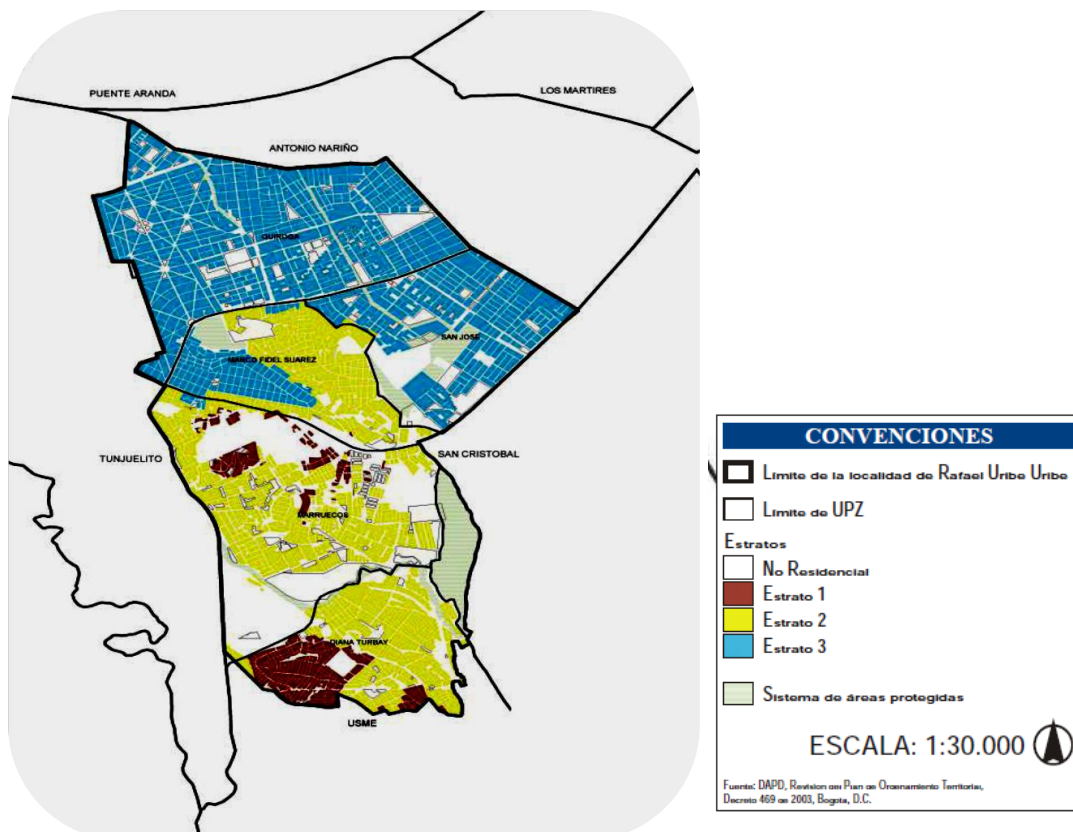 PUENTE ARANDA
LOS MARTIRES
ANTONIO NARIÑO
QUIROGA
SAN JOSE
MARCO FIDEL SUAREZ
TUNJUELITO
SAN CRISTOBAL
MARRUECOS
DIANA TURBAY
USME
CONVENCIONES
Límite de la localidad de Rafael Uribe Uribe
Límite de UPZ
Estratos
No Residencial
Estrato 1
Estrato 2
Estrato 3
Sistema de áreas protegidas
ESCALA: 1:30.000
Fuente: DAPD, Revision del Plan de Ordenamiento Territorial,
Decreto 469 de 2003, Bogota, D.C.